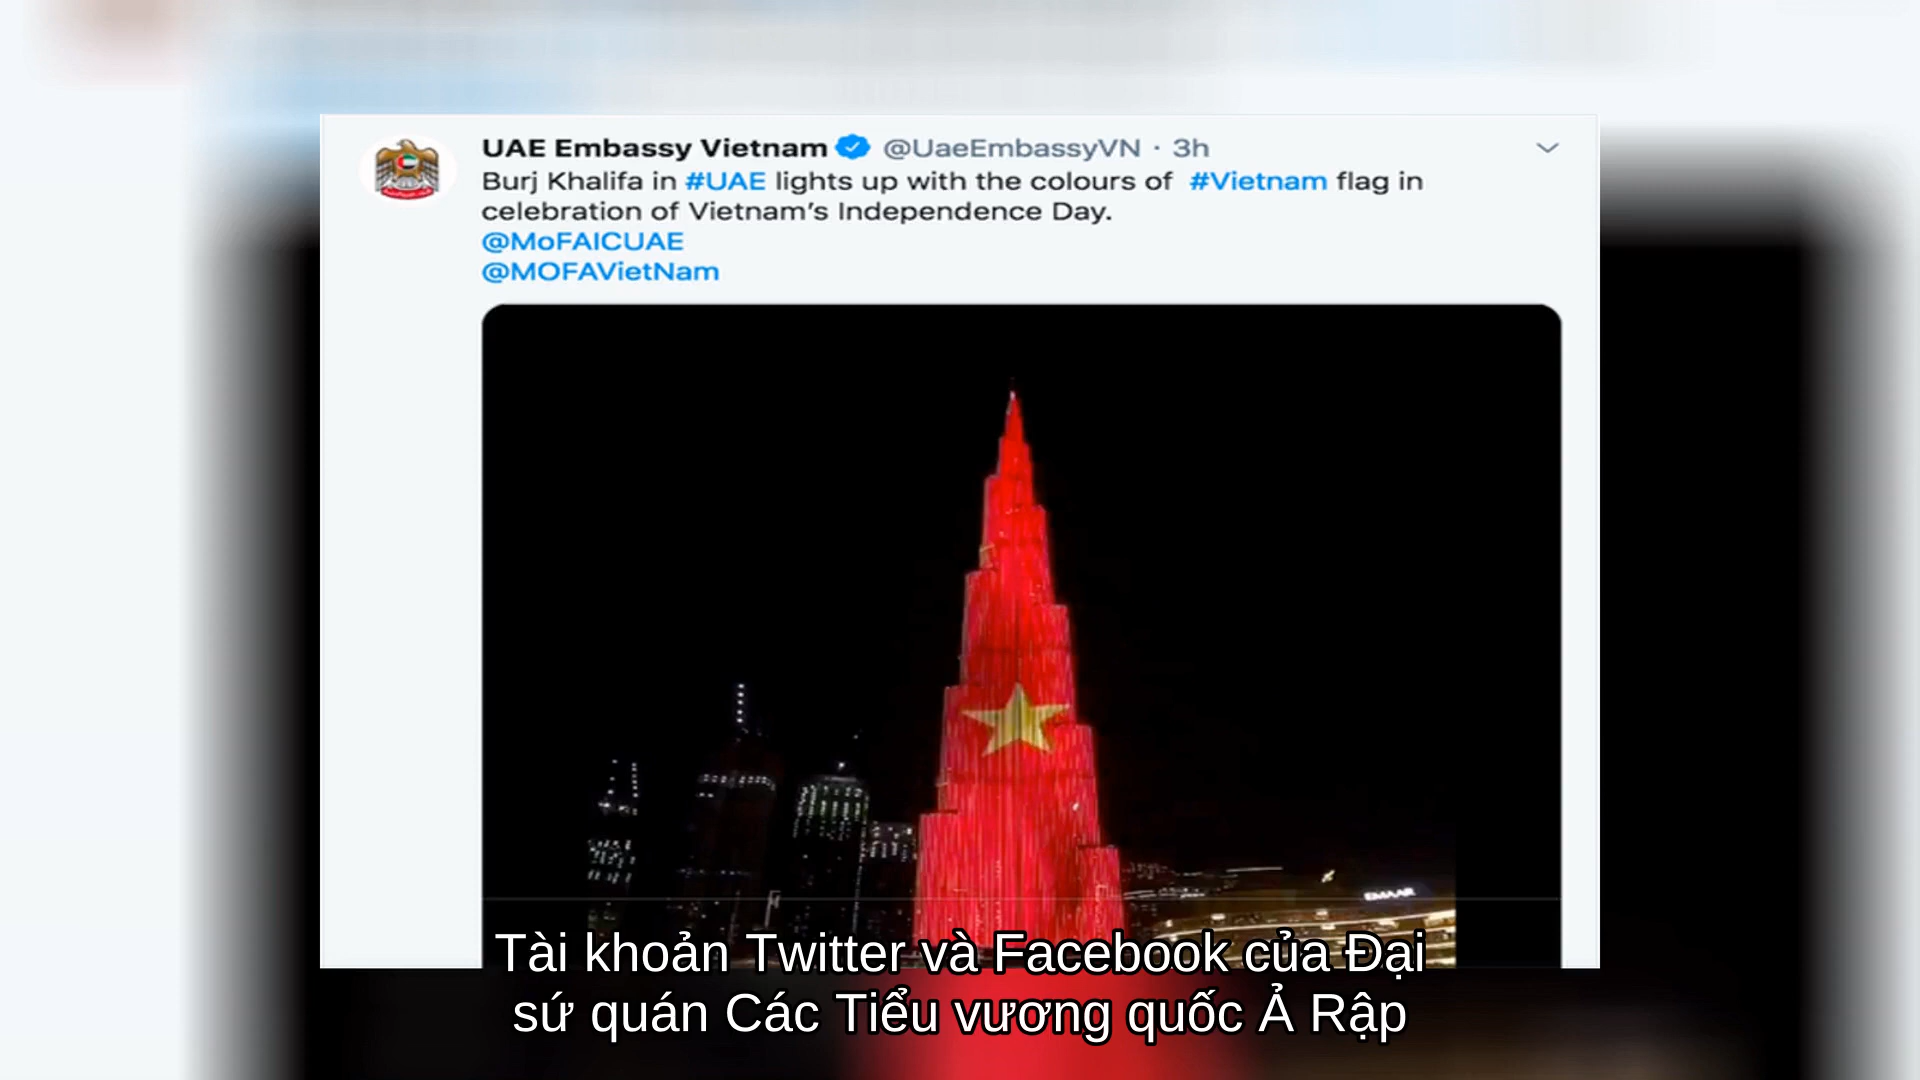 UAE Embassy Vietnam @UaeEmbassyVN · 3h
Burj Khalifa in #UAE lights up with the colours of #Vietnam flag in
celebration of Vietnam’s Independence Day.
@MoFAICUAE
@MOFAVietNam
EMAAR
Tài khoản Twitter và Facebook của Đại
sứ quán Các Tiểu vương quốc Ả Rập